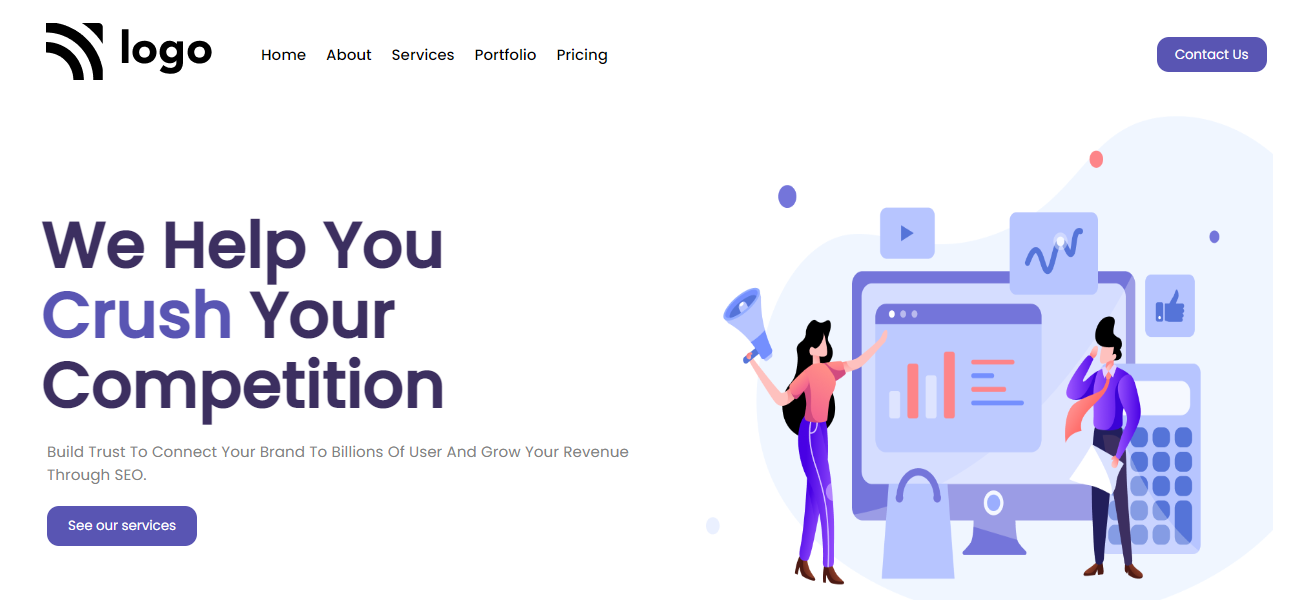 logo
Home About Services Portfolio Pricing
Contact Us
We Help You
Crush Your
Competition
Build Trust To Connect Your Brand To Billions Of User And Grow Your Revenue
Through SEO.
See our services